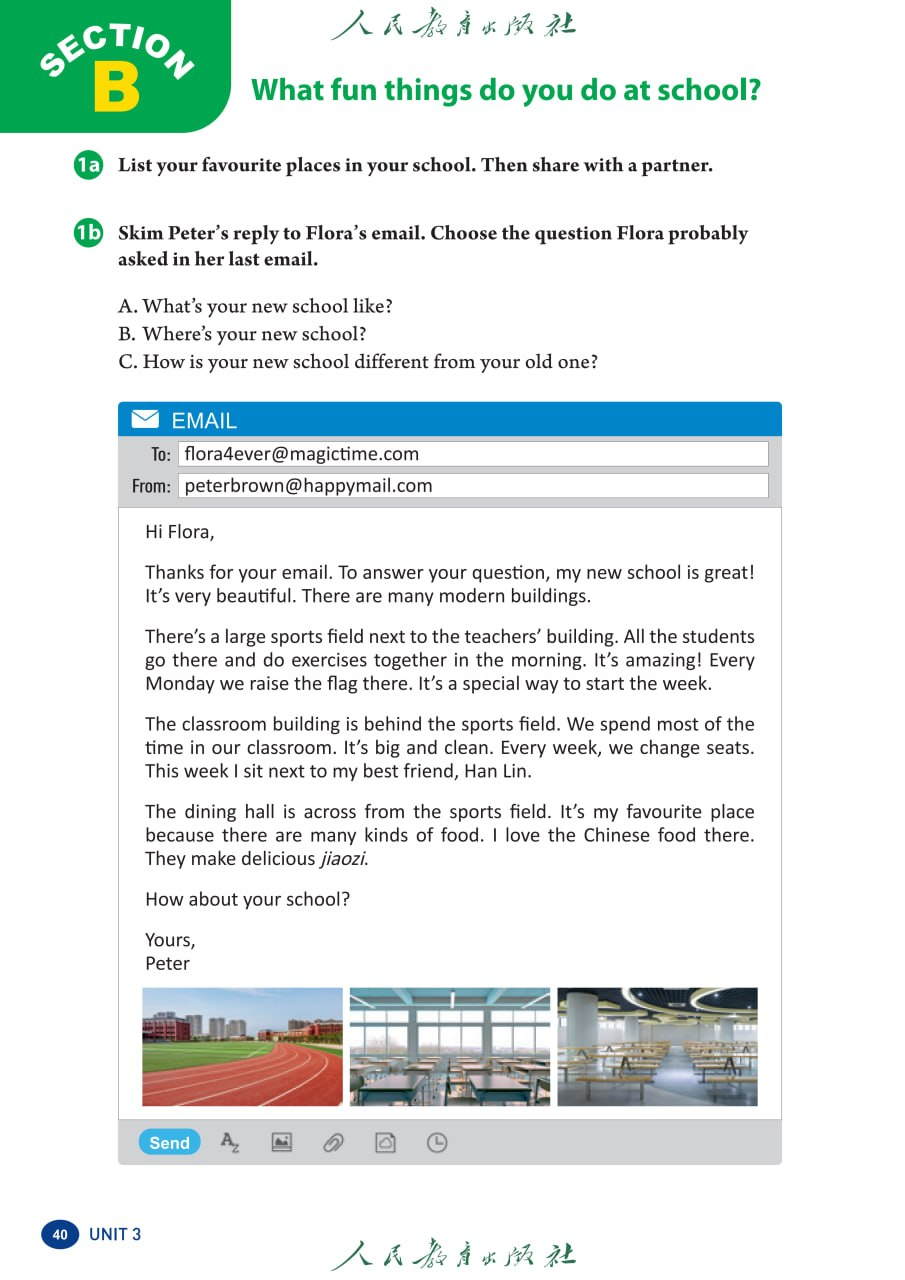 人民教育出版社
SECTION
B
What fun things do you do at school?
1a List your favourite places in your school. Then share with a partner.
1b Skim Peter's reply to Flora's email. Choose the question Flora probably
asked in her last email.
A. What's your new school like?
B. Where's your new school?
C. How is your new school different from your old one?
EMAIL
To: flora4ever@magictime.com
From: peterbrown@happymail.com
Hi Flora,
Thanks for your email. To answer your question, my new school is great!
It's very beautiful. There are many modern buildings.
There's a large sports field next to the teachers' building. All the students
go there and do exercises together in the morning. It's amazing! Every
Monday we raise the flag there. It's a special way to start the week.
The classroom building is behind the sports field. We spend most of the
time in our classroom. It's big and clean. Every week, we change seats.
This week I sit next to my best friend, Han Lin.
The dining hall is across from the sports field. It's my favourite place
because there are many kinds of food. I love the Chinese food there.
They make delicious jiaozi.
How about your school?
Yours,
Peter
Send AZ
40 UNIT 3
人民教育出版社